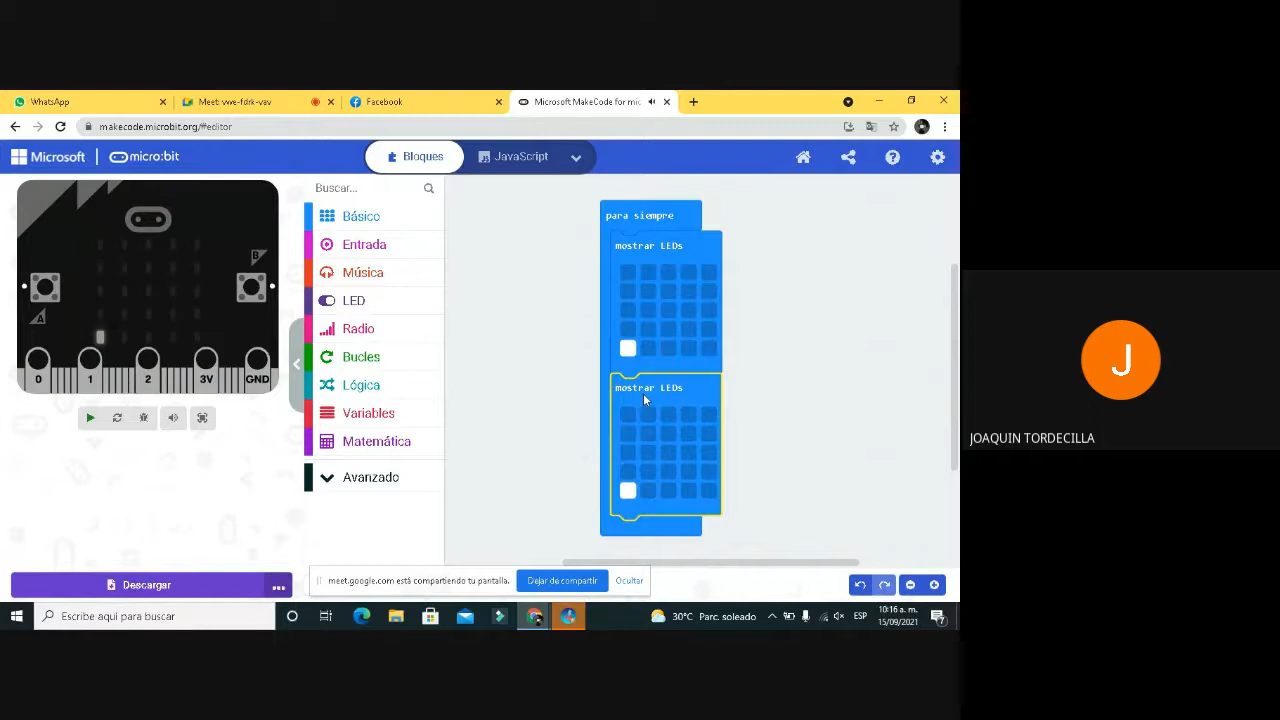 WhatsApp
Meet: vwe-fdrk-vav
Facebook
Microsoft MakeCode for mic
makecode.microbit.org/#editor
Microsoft
micro:bit
Bloques
JavaScript
B
A
0
1
2
3V
GND
Buscar...
Básico
Entrada
Música
LED
Radio
Bucles
Lógica
Variables
Matemática
Avanzado
para siempre
mostrar LEDs
mostrar LEDs
JOAQUIN TORDECILLA
J
Descargar
meet.google.com está compartiendo tu pantalla.
Dejar de compartir
Ocultar
Escribe aquí para buscar
30°C Parc. soleado
ESP
10:16 a. m.
15/09/2021